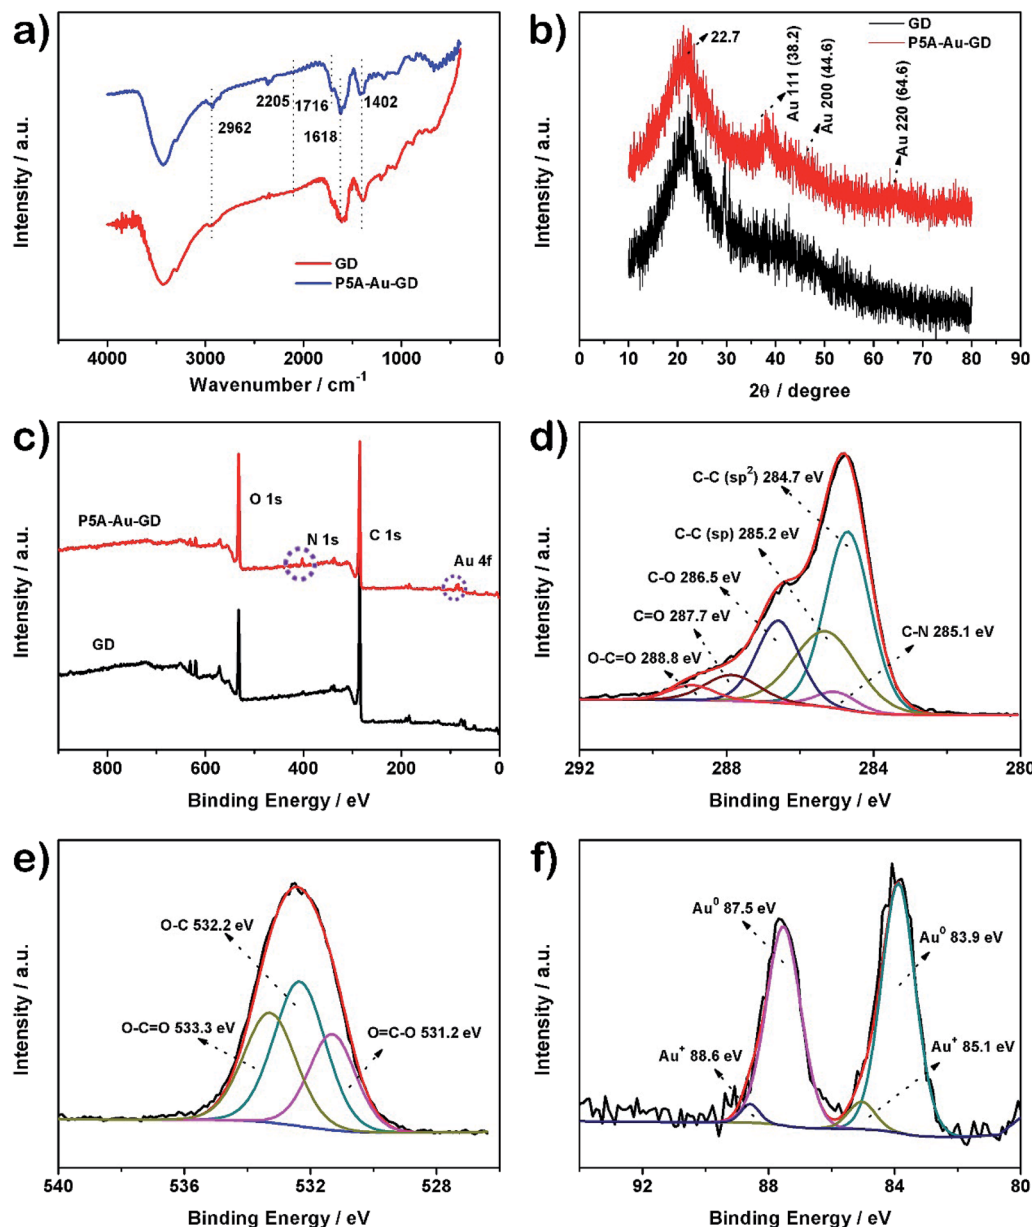 a)
Intensity / a.u.
2205
1716
1402
2962
1618
GD
P5A-Au-GD
4000
3000
2000
1000
0
Wavenumber / cm⁻¹
b)
Intensity / a.u.
GD
P5A-Au-GD
22.7
Au 111 (38.2)
Au 200 (44.6)
Au 220 (64.6)
0
10
20
30
40
50
60
70
80
90
2θ / degree
c)
Intensity / a.u.
O 1s
P5A-Au-GD
N 1s
C 1s
Au 4f
GD
800
600
400
200
0
Binding Energy / eV
d)
Intensity / a.u.
C-C (sp²) 284.7 eV
C-C (sp) 285.2 eV
C-O 286.5 eV
C=O 287.7 eV
C-N 285.1 eV
O-C=O 288.8 eV
292
288
284
280
Binding Energy / eV
e)
Intensity / a.u.
O-C 532.2 eV
O-C=O 533.3 eV
O=C-O 531.2 eV
540
536
532
528
Binding Energy / eV
f)
Intensity / a.u.
Au⁰ 87.5 eV
Au⁰ 83.9 eV
Au⁺ 88.6 eV
Au⁺ 85.1 eV
92
88
84
80
Binding Energy / eV